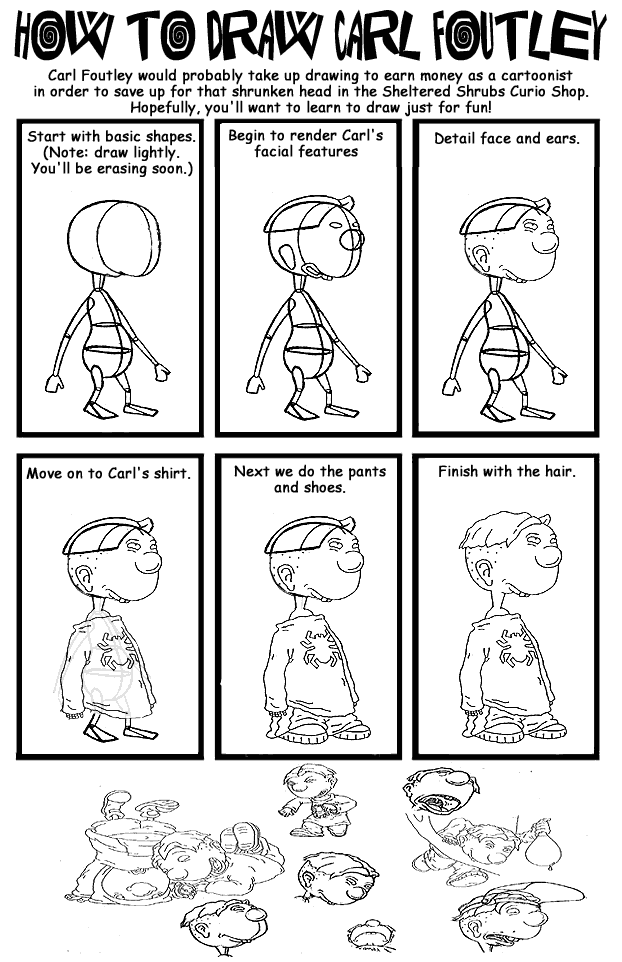 HOW TO DRAW CARL FOUTLEY
Carl Foutley would probably take up drawing to earn money as a cartoonist
in order to save up for that shrunken head in the Sheltered Shrubs Curio Shop.
Hopefully, you'll want to learn to draw just for fun!
Start with basic shapes.
(Note: draw lightly.
You'll be erasing soon.)
Begin to render Carl's
facial features
Detail face and ears.
Move on to Carl's shirt.
Next we do the pants
and shoes.
Finish with the hair.